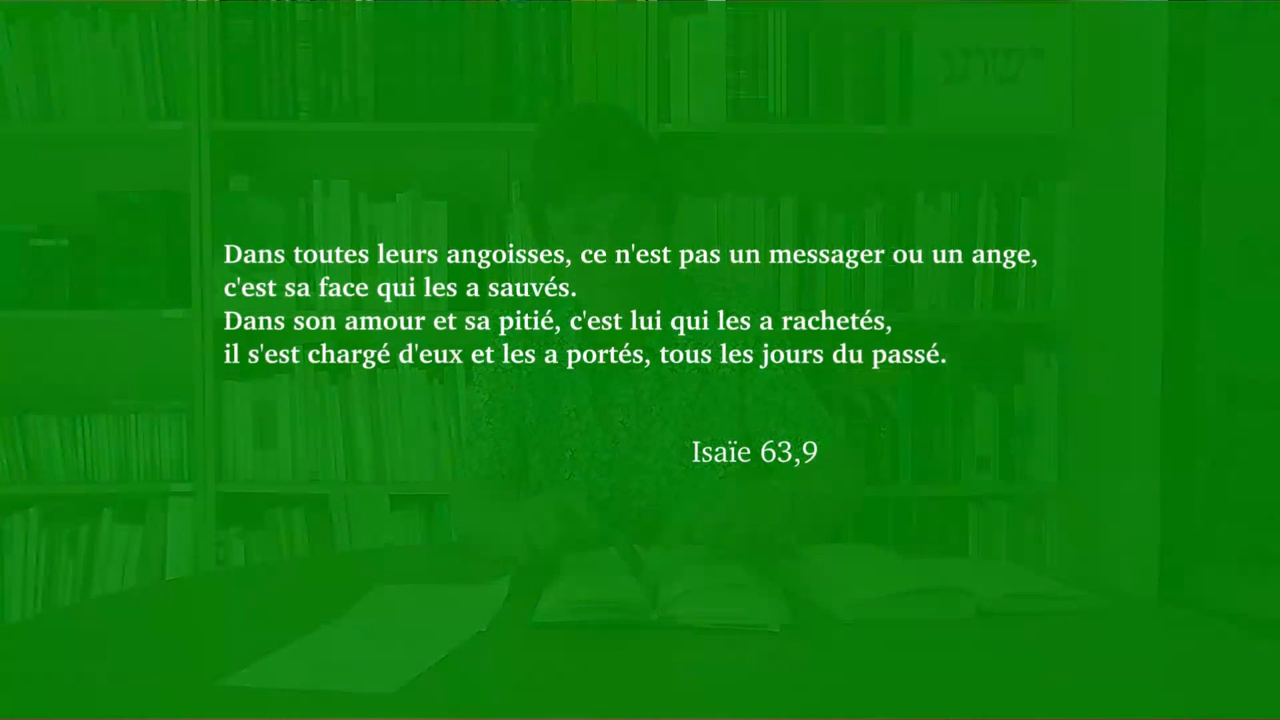 ישוע
Dans toutes leurs angoisses, ce n'est pas un messager ou un ange,
c'est sa face qui les a sauvés.
Dans son amour et sa pitié, c'est lui qui les a rachetés,
il s'est chargé d'eux et les a portés, tous les jours du passé.
Isaïe 63,9